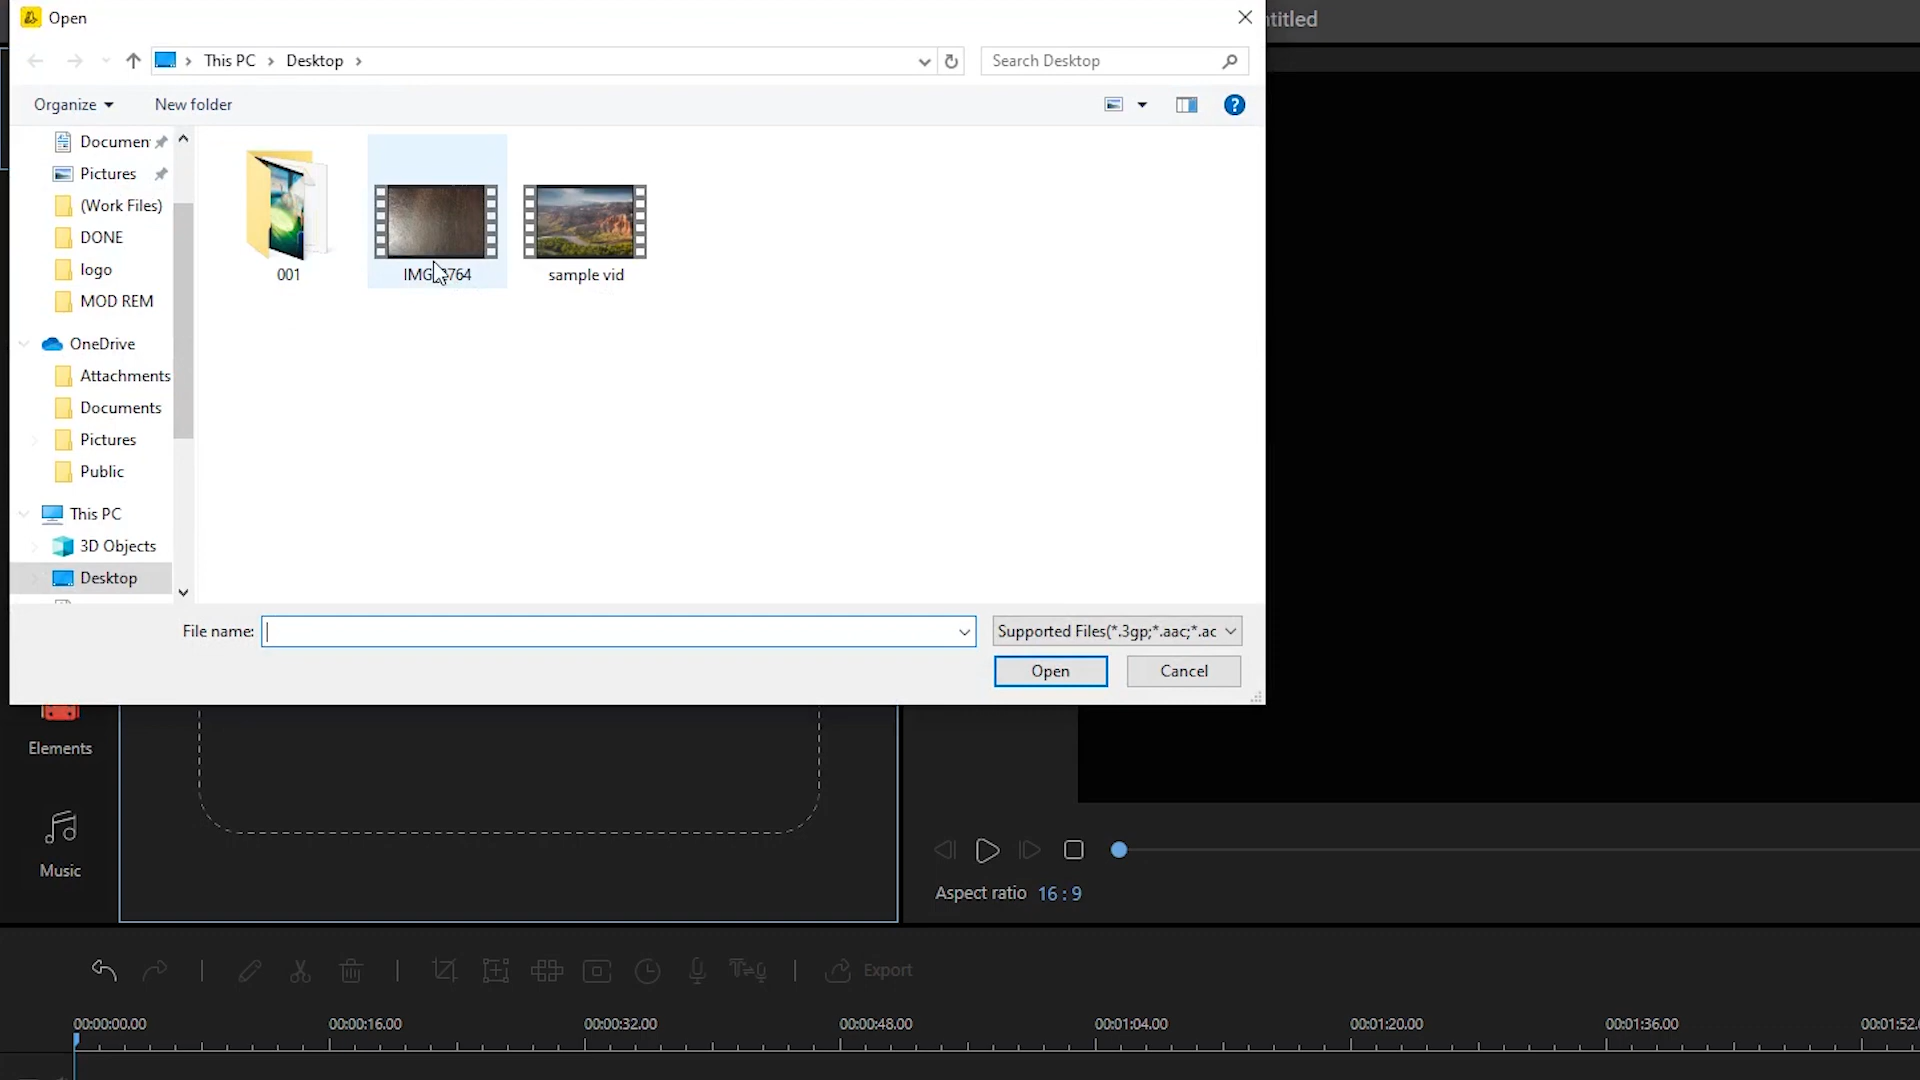 Open
ntitled
This PC
Desktop
Search Desktop
Organize
New folder
Documen
Pictures
(Work Files)
DONE
logo
MOD REM
OneDrive
Attachments
Documents
Pictures
Public
This PC
3D Objects
Desktop
001
sample vid
File name:
Supported Files(*.3gp;*.aac;*.ac
Open
Cancel
Elements
Music
Aspect ratio 16 : 9
Export
00:00:00.00 00:00:16.00 00:00:32.00 00:00:48.00 00:01:04.00 00:01:20.00 00:01:36.00 00:01:52.